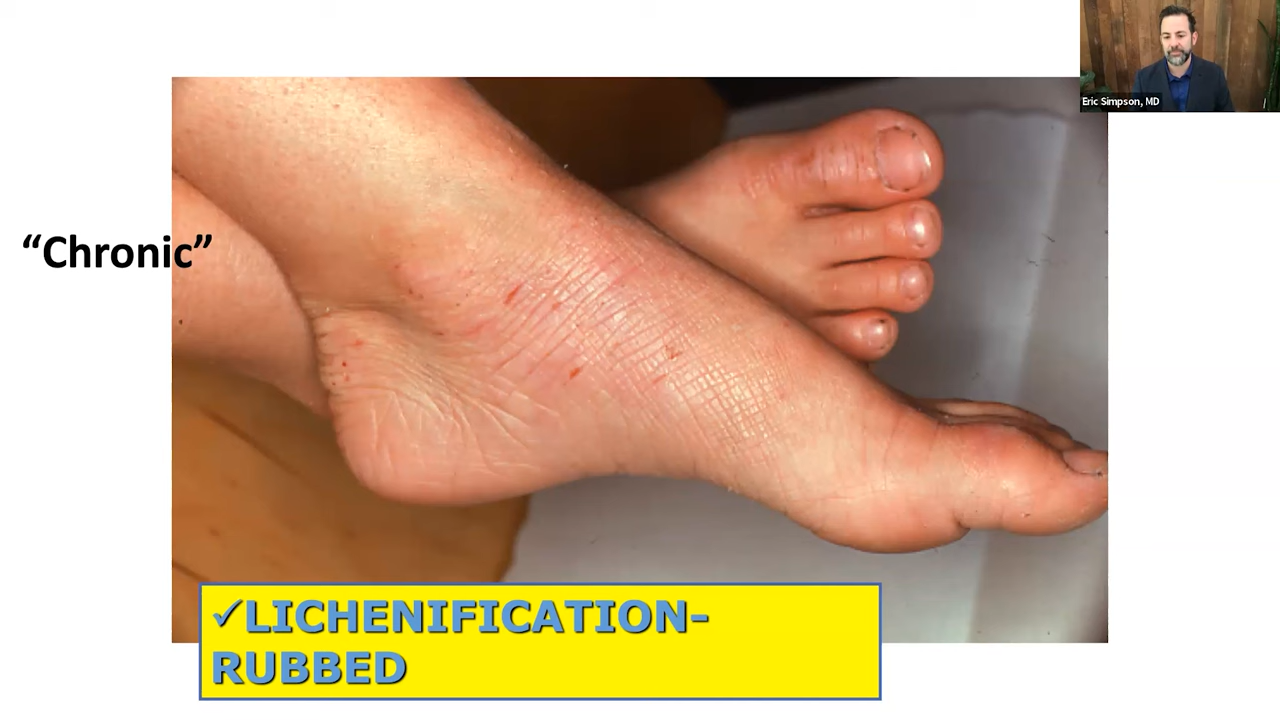 Eric Simpson, MD
“Chronic”
✓LICHENIFICATION-
RUBBED